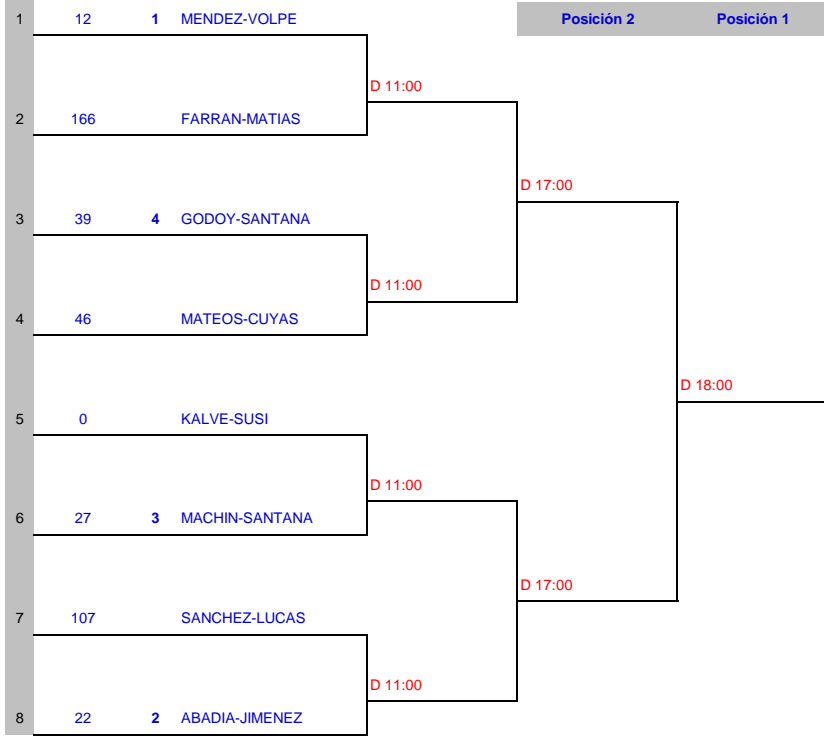 1 12 1 MENDEZ-VOLPE Posición 2 Posición 1
D 11:00
2 166 FARRAN-MATIAS
D 17:00
3 39 4 GODOY-SANTANA
D 11:00
4 46 MATEOS-CUYAS
D 18:00
5 0 KALVE-SUSI
D 11:00
6 27 3 MACHIN-SANTANA
D 17:00
7 107 SANCHEZ-LUCAS
D 11:00
8 22 2 ABADIA-JIMENEZ